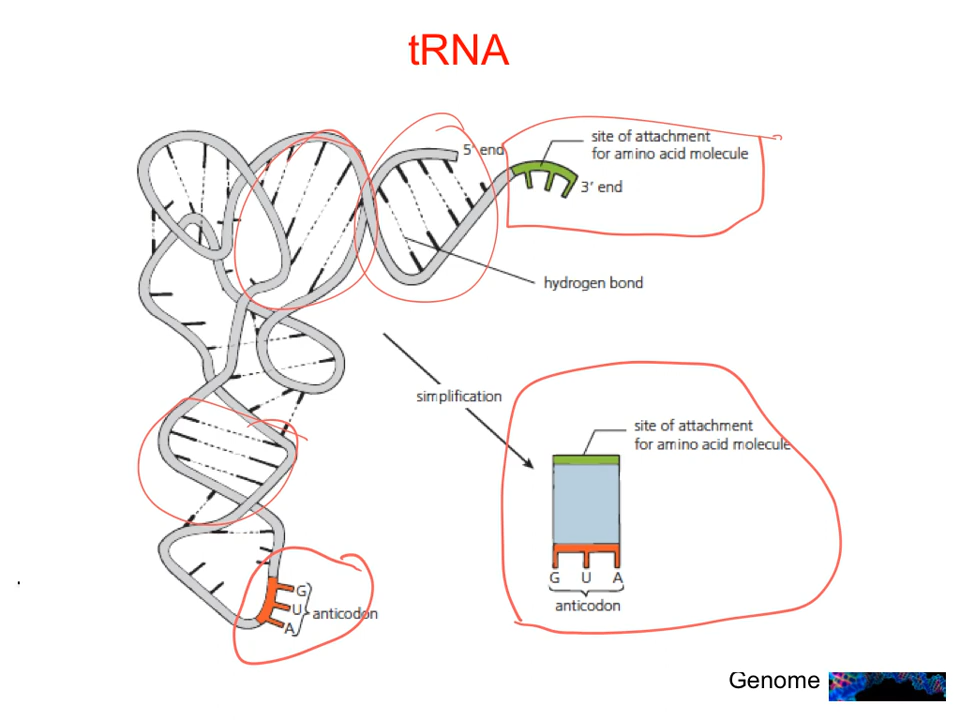 tRNA
5' end
site of attachment
for amino acid molecule
3' end
hydrogen bond
simplification
site of attachment
for amino acid molecule
G U A
anticodon
G
U
A
anticodon
Genome